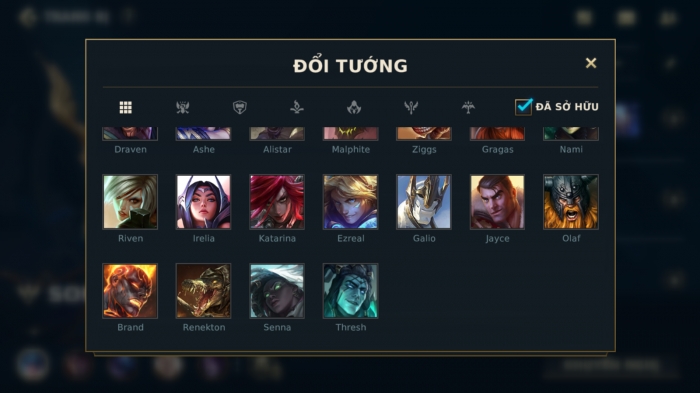 ĐỔI TƯỚNG
ĐÃ SỞ HỮU
Draven Ashe Alistar Malphite Ziggs Gragas Nami
Riven Irelia Katarina Ezreal Galio Jayce Olaf
Brand Renekton Senna Thresh